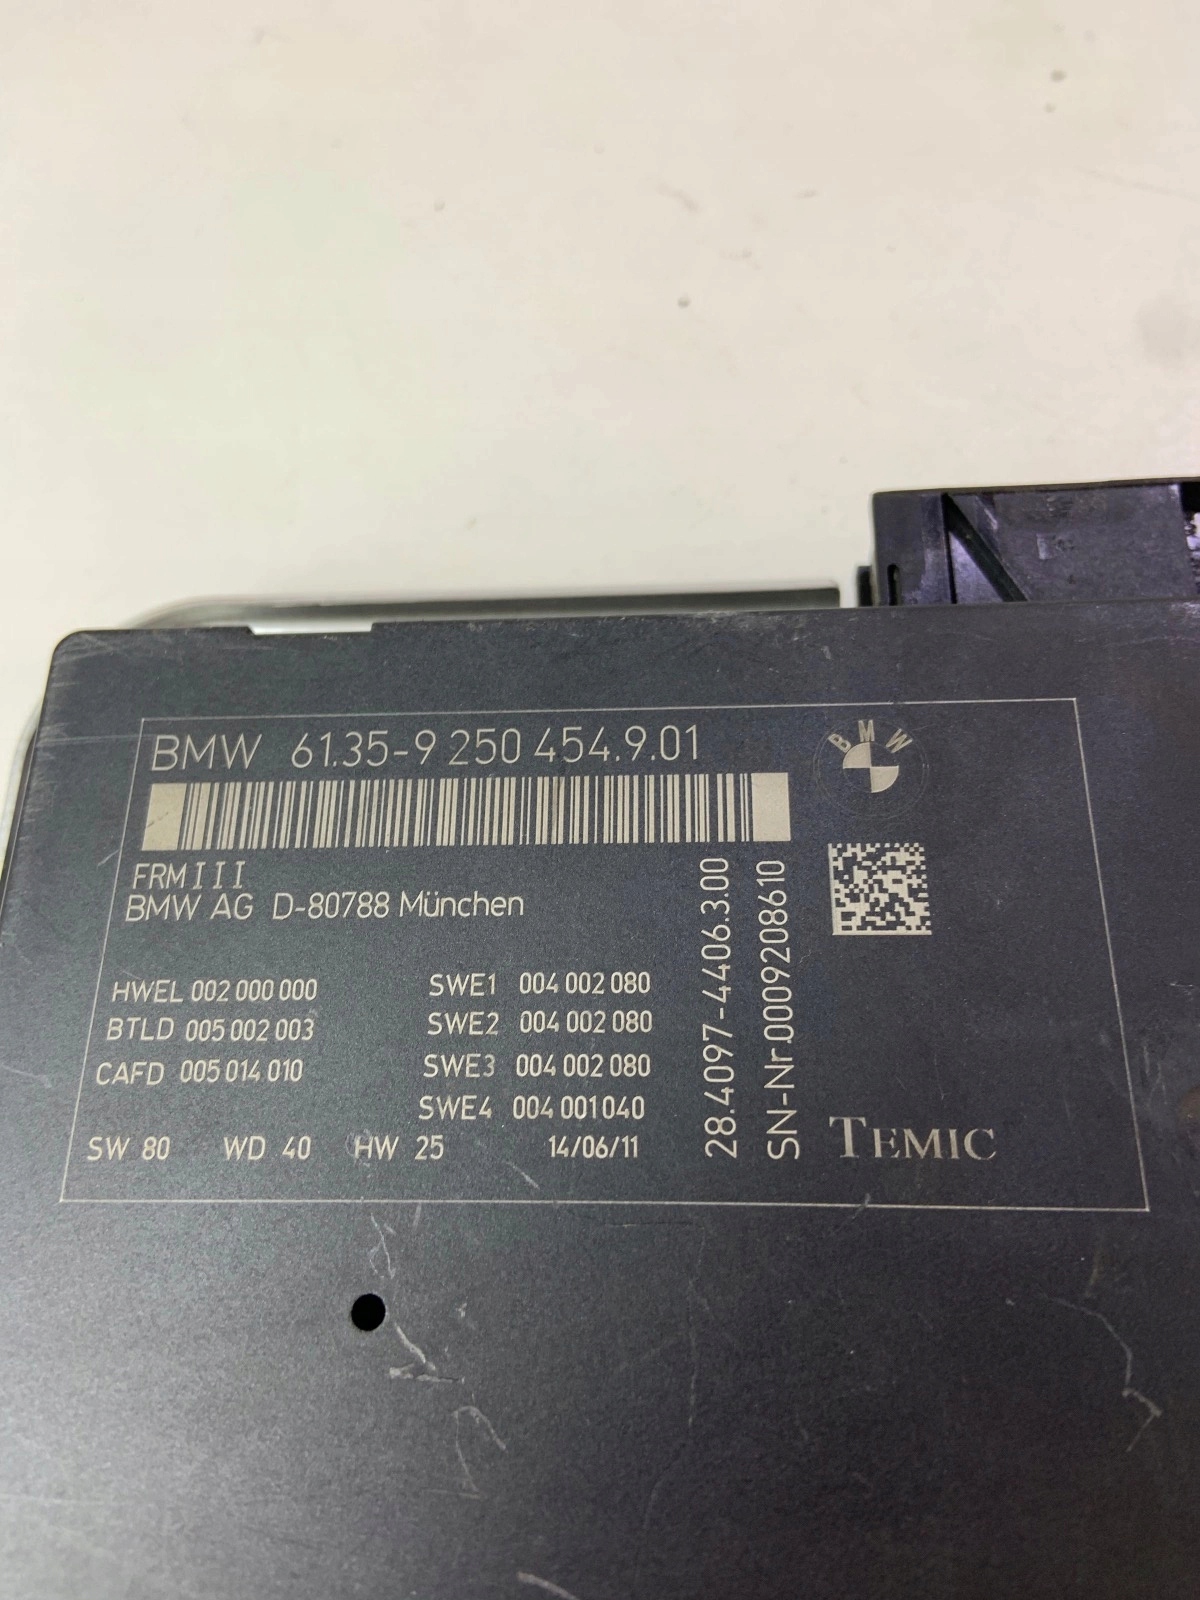 BMW 61.35-9 250 454.9.01
BMW
FRMIII
BMW AG D-80788 München
HWEL 002 000 000
BTLD 005 002 003
CAFD 005 014 010
SWE1 004 002 080
SWE2 004 002 080
SWE3 004 002 080
SWE4 004 001 040
SW 80 WD 40 HW 25 14/06/11
28.4097-4406.3.00
SN-Nr.0009208610
TEMIC